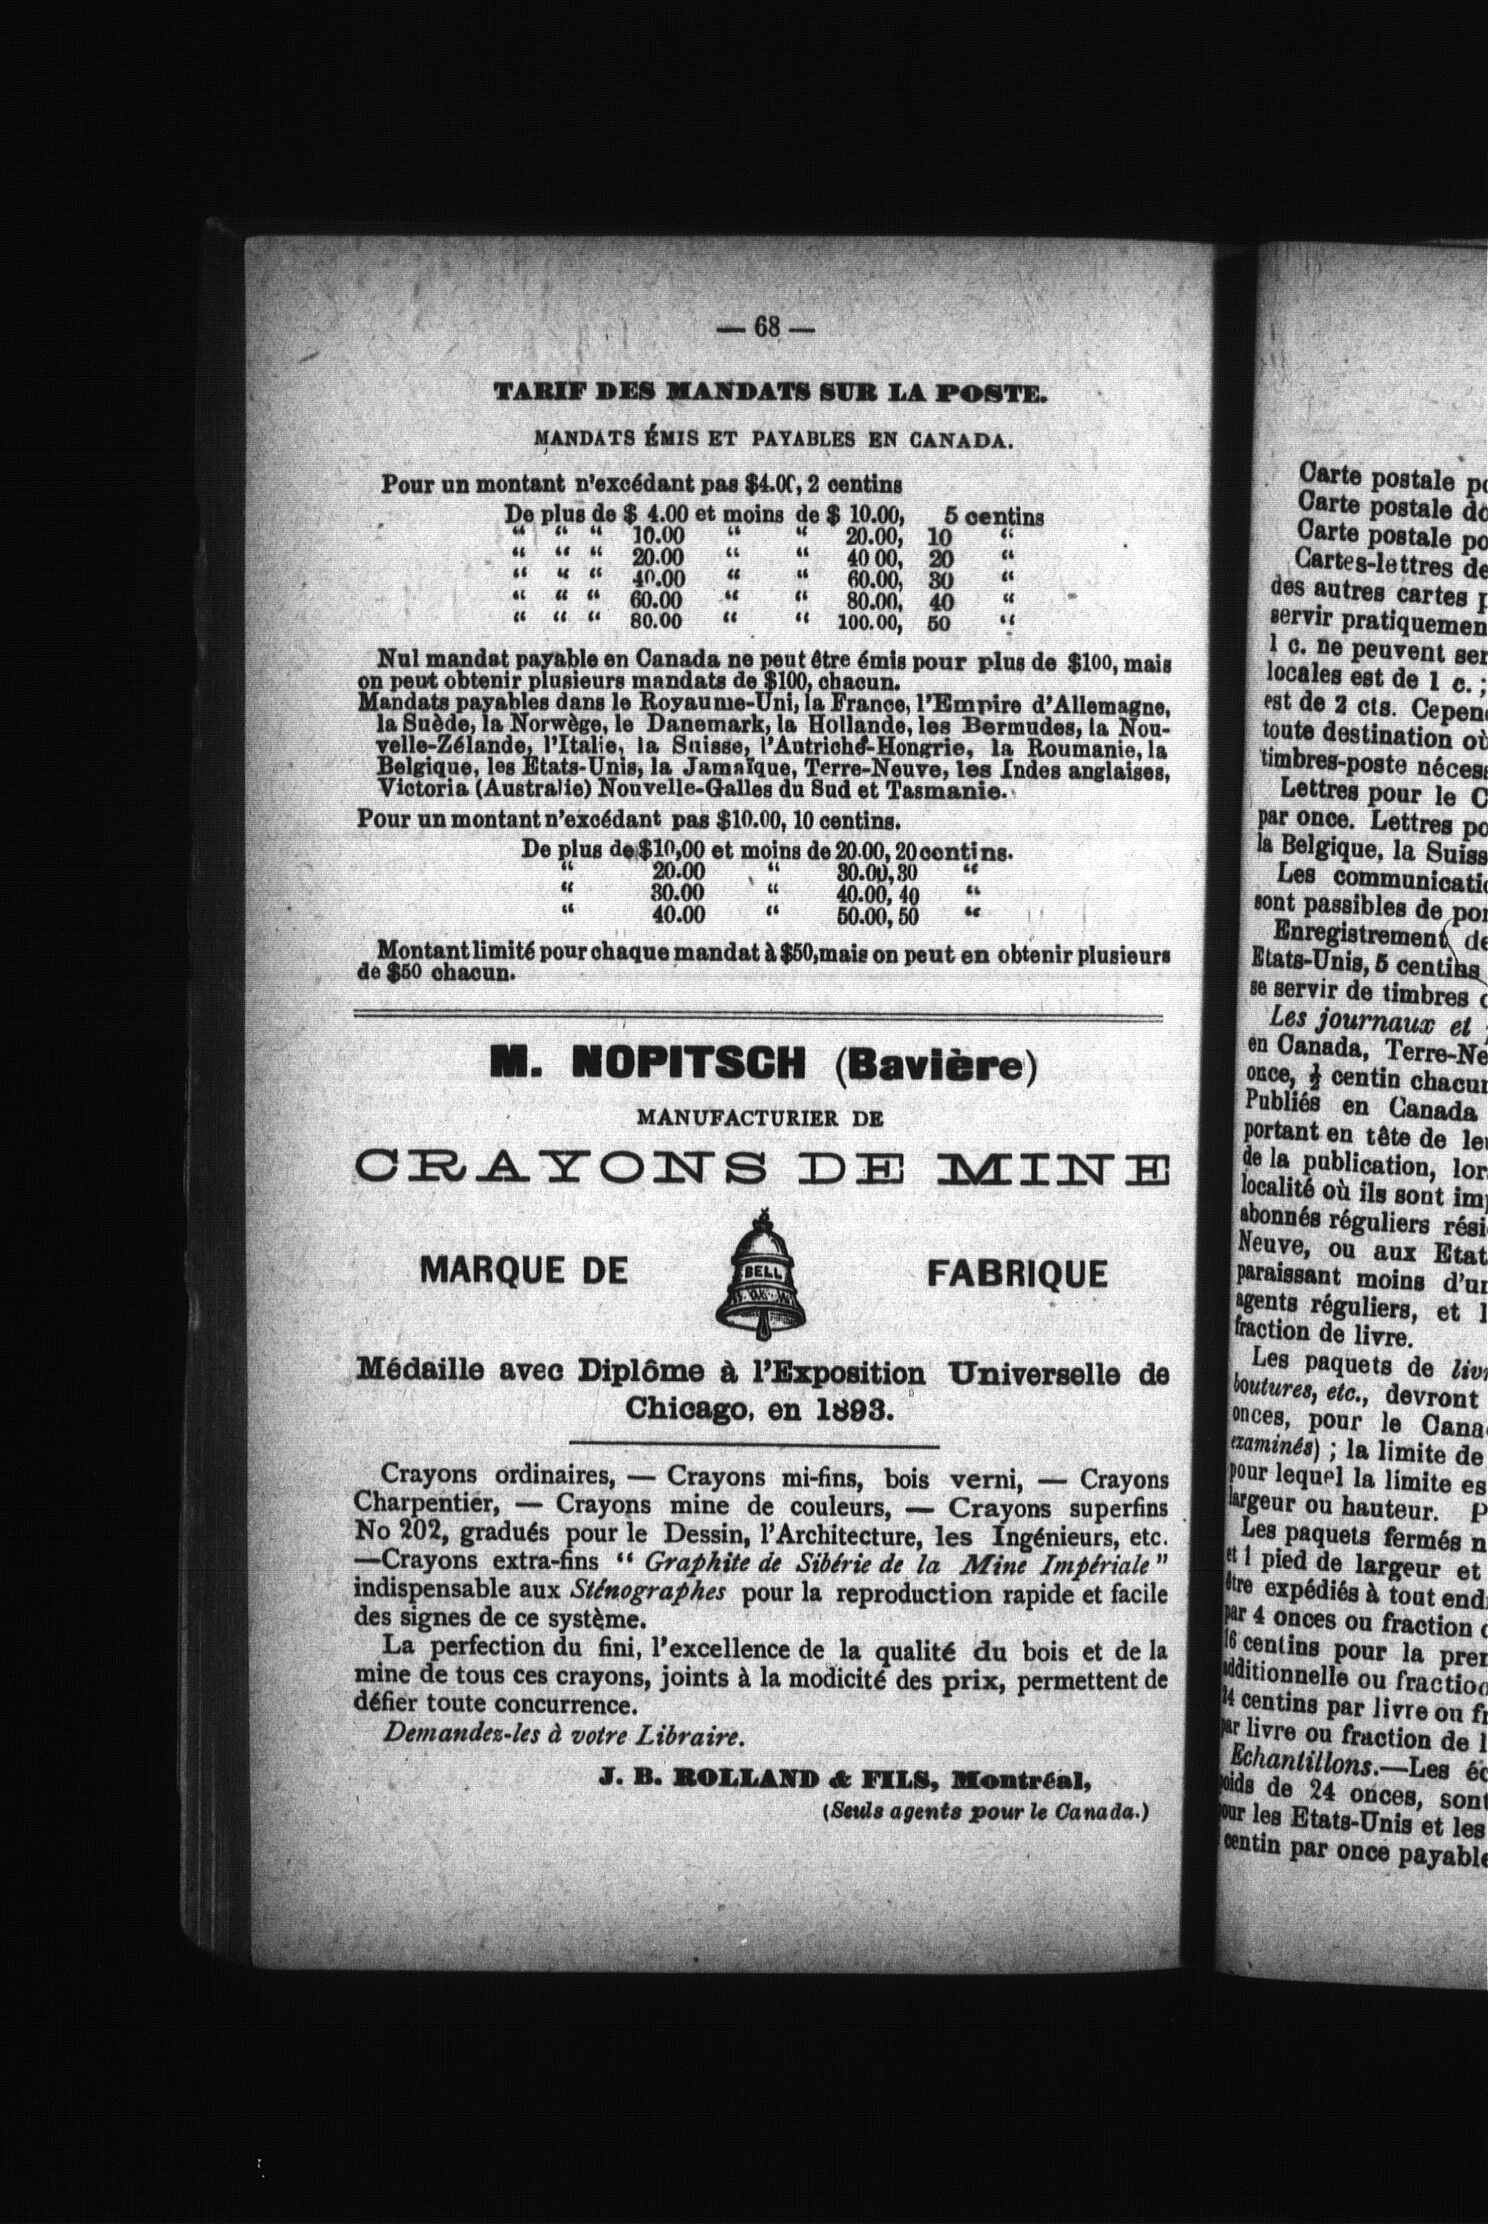 — 68 —
TARIF DES MANDATS SUR LA POSTE.
MANDATS ÉMIS ET PAYABLES EN CANADA.
Pour un montant n'excédant pas $4.00, 2 centins
De plus de $ 4.00 et moins de $ 10.00, 5 centins
“ “ “ 10.00 “ “ 20.00, 10 “
“ “ “ 20.00 “ “ 40 00, 20 “
“ “ “ 40.00 “ “ 60.00, 30 “
“ “ “ 60.00 “ “ 80.00, 40 “
“ “ “ 80.00 “ “ 100.00, 50 “
Nul mandat payable en Canada ne peut être émis pour plus de $100, mais
on peut obtenir plusieurs mandats de $100, chacun.
Mandats payables dans le Royaume-Uni, la France, l'Empire d'Allemagne,
la Suède, la Norwège, le Danemark, la Hollande, les Bermudes, la Nou-
velle-Zélande, l'Italie, la Suisse, l'Autriche-Hongrie, la Roumanie, la
Belgique, les Etats-Unis, la Jamaïque, Terre-Neuve, les Indes anglaises,
Victoria (Australie) Nouvelle-Galles du Sud et Tasmanie.
Pour un montant n'excédant pas $10.00, 10 centins.
De plus de $10,00 et moins de 20.00, 20 centins.
“ 20.00 “ 30.00, 30 “
“ 30.00 “ 40.00, 40 “
“ 40.00 “ 50.00, 50 “
Montant limité pour chaque mandat à $50, mais on peut en obtenir plusieurs
de $50 chacun.
M. NOPITSCH (Bavière)
MANUFACTURIER DE
CRAYONS DE MINE
MARQUE DE BELL FABRIQUE
Médaille avec Diplôme à l'Exposition Universelle de
Chicago, en 1893.
Crayons ordinaires, — Crayons mi-fins, bois verni, — Crayons
Charpentier, — Crayons mine de couleurs, — Crayons superfins
No 202, gradués pour le Dessin, l'Architecture, les Ingénieurs, etc.
—Crayons extra-fins “ Graphite de Sibérie de la Mine Impériale ”
indispensable aux Sténographes pour la reproduction rapide et facile
des signes de ce système.
La perfection du fini, l'excellence de la qualité du bois et de la
mine de tous ces crayons, joints à la modicité des prix, permettent de
défier toute concurrence.
Demandez-les à votre Libraire.
J. B. ROLLAND & FILS, Montréal,
(Seuls agents pour le Canada.)
Carte postale
Carte postale
Carte postale
Cartes-lettres
des autres cartes
servir
1 c. ne peuvent
locales est de 1 c. ;
est de 2 cts.
toute destination où
timbres-poste
Lettres pour le
par once. Lettres
la Belgique, la
Les
sont passibles de
Enregistrement
Etats-Unis, 5 centins
se servir de timbres
Les journaux et
en Canada,
once, ½ centin
Publiés en Canada
portant en tête de
de la publication,
localité où ils sont
abonnés réguliers
Neuve, ou aux
paraissant moins
agents réguliers, et
fraction de livre.
Les paquets de
boutures, etc., devront
onces, pour le
examinés) ; la limite de
pour lequel la limite
largeur ou hauteur.
Les paquets fermés
et 1 pied de largeur et
être expédiés à tout
par 4 onces ou fraction
16 centins pour la
additionnelle ou
24 centins par livre ou
par livre ou fraction de
Echantillons.—Les
poids de 24 onces,
pour les Etats-Unis et les
centin par once